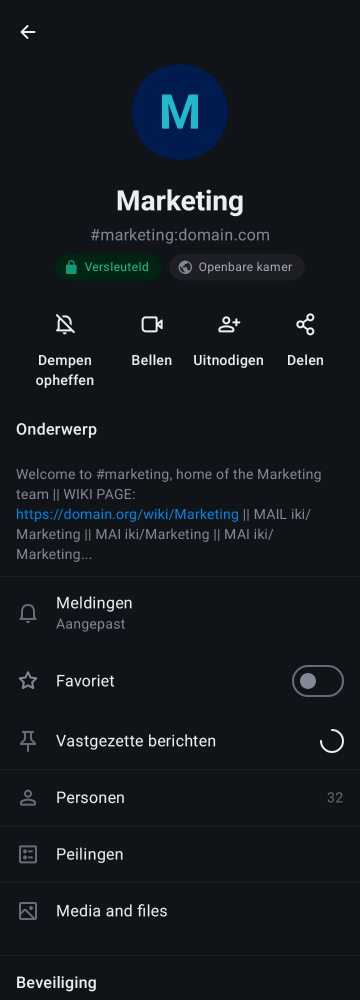 M
Marketing
#marketing:domain.com
Versleuteld
Openbare kamer
Dempen
opheffen
Bellen
Uitnodigen
Delen
Onderwerp
Welcome to #marketing, home of the Marketing
team || WIKI PAGE:
https://domain.org/wiki/Marketing || MAIL iki/
Marketing || MAI iki/Marketing || MAI iki/
Marketing...
Meldingen
Aangepast
Favoriet
Vastgezette berichten
Personen
32
Peilingen
Media and files
Beveiliging